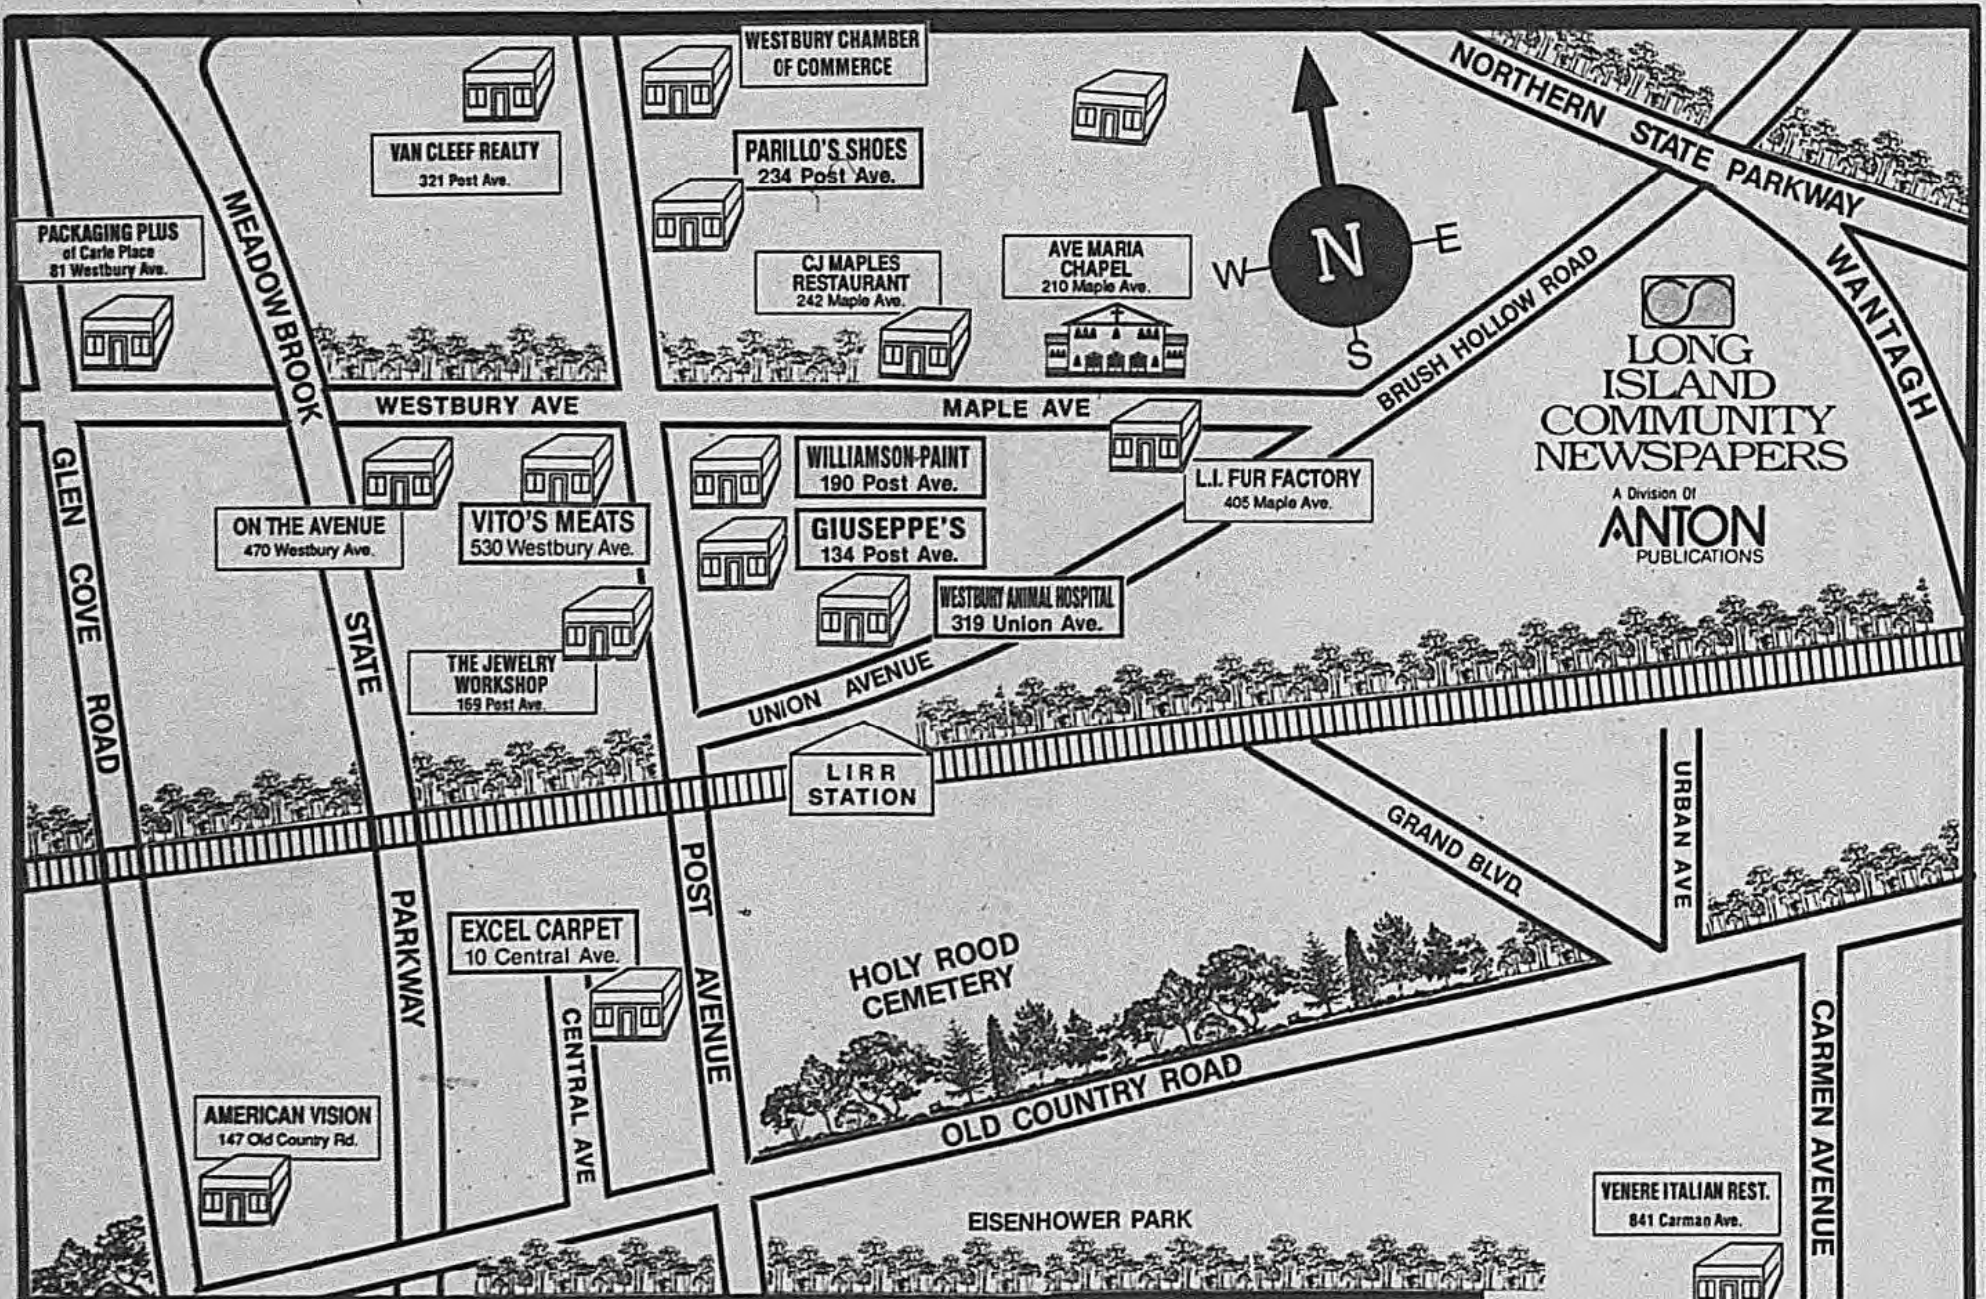 WESTBURY CHAMBER
OF COMMERCE
VAN CLEEF REALTY
321 Post Ave.
PARILLO'S SHOES
234 Post Ave.
NORTHERN STATE PARKWAY
PACKAGING PLUS
of Carle Place
81 Westbury Ave.
CJ MAPLES
RESTAURANT
242 Maple Ave.
AVE MARIA
CHAPEL
210 Maple Ave.
N
W
E
S
BRUSH HOLLOW ROAD
WANTAGH
LONG
ISLAND
COMMUNITY
NEWSPAPERS
A Division Of
ANTON
PUBLICATIONS
MEADOWBROOK
STATE
PARKWAY
WESTBURY AVE
MAPLE AVE
GLEN COVE ROAD
ON THE AVENUE
470 Westbury Ave.
VITO'S MEATS
530 Westbury Ave.
WILLIAMSON-PAINT
190 Post Ave.
GIUSEPPE'S
134 Post Ave.
L.I. FUR FACTORY
405 Maple Ave.
WESTBURY ANIMAL HOSPITAL
319 Union Ave.
THE JEWELRY
WORKSHOP
169 Post Ave.
UNION AVENUE
LIRR
STATION
GRAND BLVD.
URBAN AVE
POST AVENUE
EXCEL CARPET
10 Central Ave.
CENTRAL AVE
HOLY ROOD
CEMETERY
OLD COUNTRY ROAD
CARMEN AVENUE
AMERICAN VISION
147 Old Country Rd.
EISENHOWER PARK
VENERE ITALIAN REST.
841 Carman Ave.